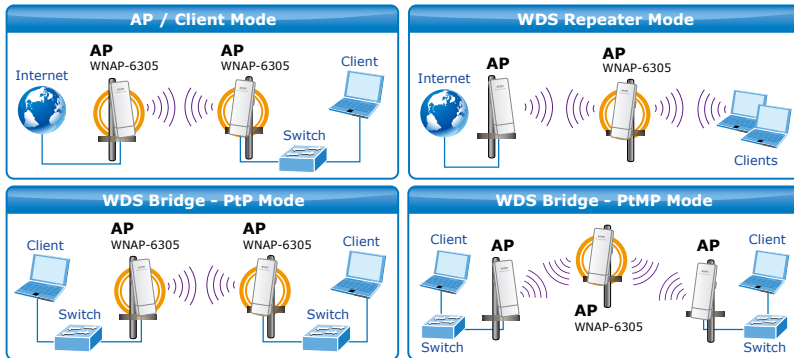 AP / Client Mode
AP
WNAP-6305
AP
WNAP-6305
Client
Internet
Switch
WDS Repeater Mode
AP
WNAP-6305
Internet
AP
Clients
WDS Bridge - PtP Mode
Client
AP
WNAP-6305
AP
WNAP-6305
Client
Switch
Switch
WDS Bridge - PtMP Mode
Client
AP
AP
Client
AP
WNAP-6305
Switch
Switch